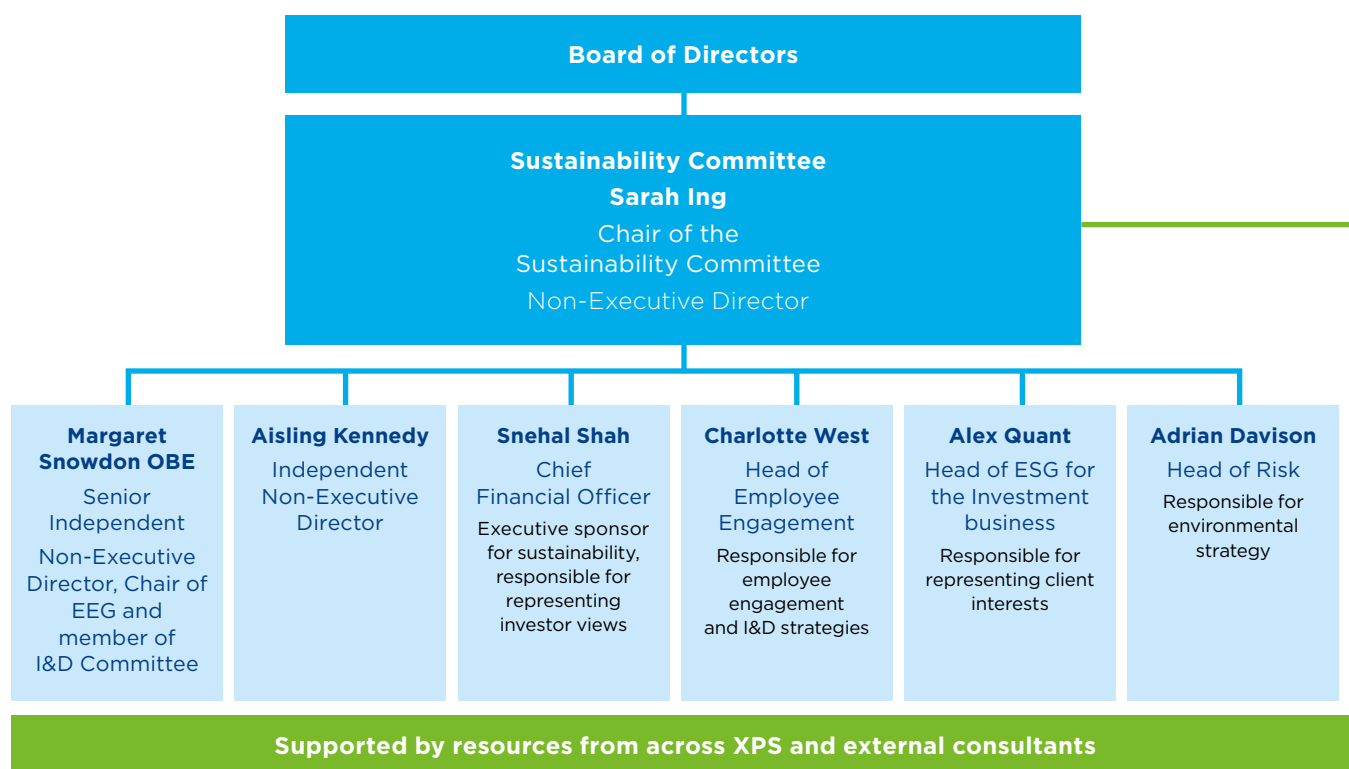 Board of Directors
Sustainability Committee
Sarah Ing
Chair of the
Sustainability Committee
Non-Executive Director
Margaret
Snowdon OBE
Senior
Independent
Non-Executive
Director, Chair of
EEG and
member of
I&D Committee
Aisling Kennedy
Independent
Non-Executive
Director
Snehal Shah
Chief
Financial Officer
Executive sponsor
for sustainability,
responsible for
representing
investor views
Charlotte West
Head of
Employee
Engagement
Responsible for
employee
engagement
and I&D strategies
Alex Quant
Head of ESG for
the Investment
business
Responsible for
representing client
interests
Adrian Davison
Head of Risk
Responsible for
environmental
strategy
Supported by resources from across XPS and external consultants